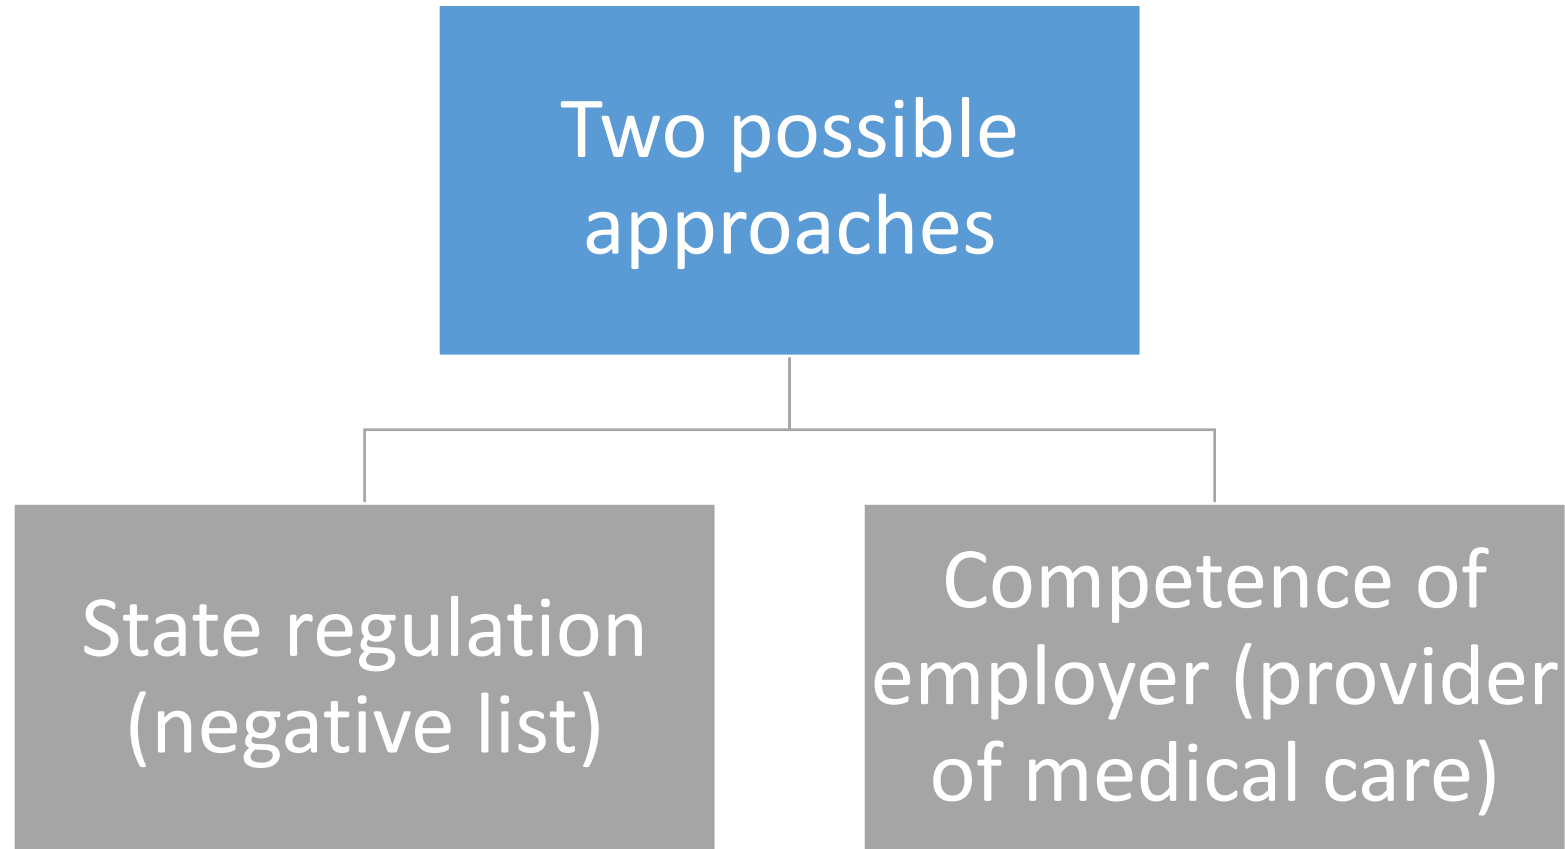 Two possible
approaches
State regulation
(negative list)
Competence of
employer (provider
of medical care)